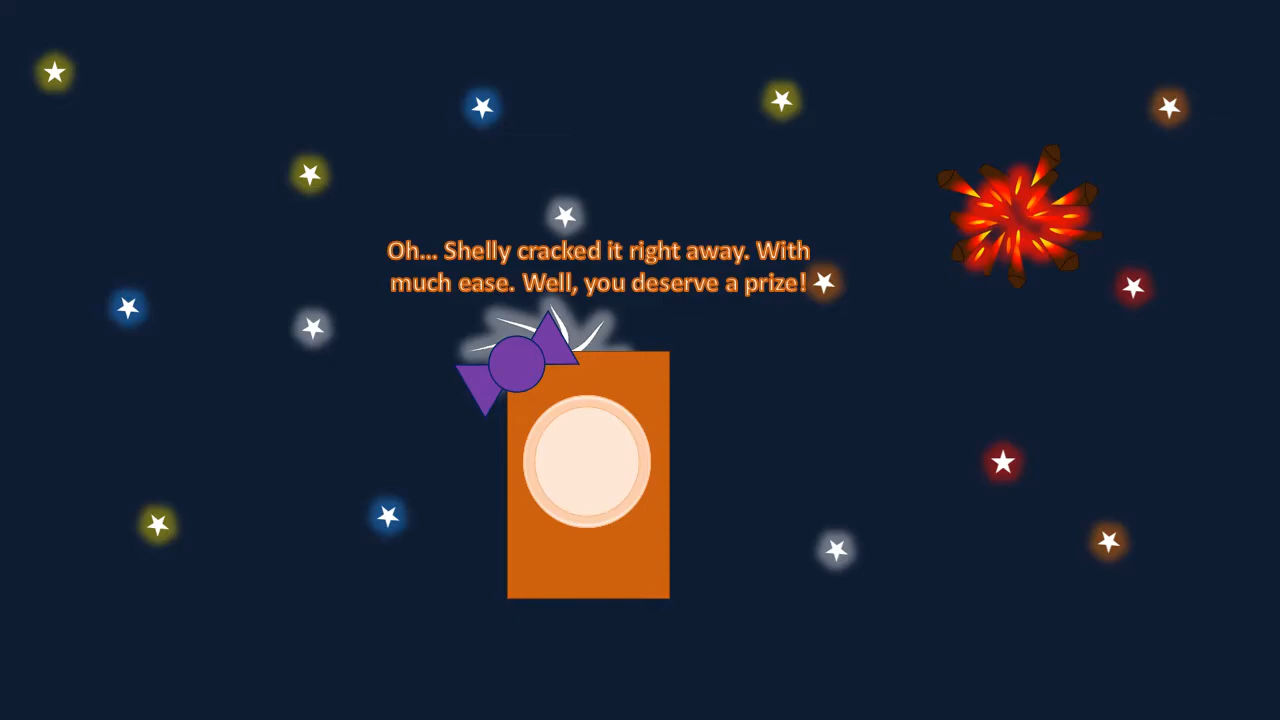 Oh... Shelly cracked it right away. With
much ease. Well, you deserve a prize!